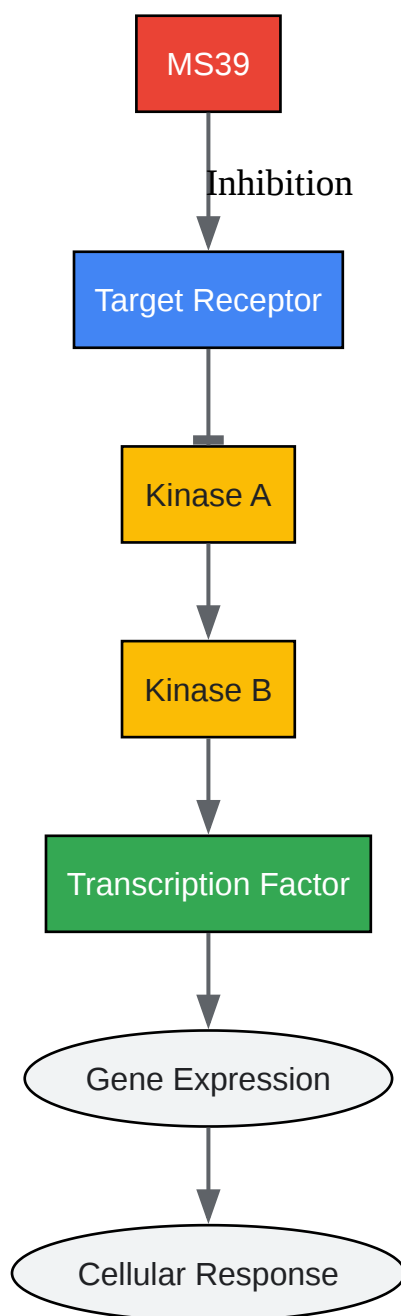 MS39
Inhibition
Target Receptor
Kinase A
Kinase B
Transcription Factor
Gene Expression
Cellular Response